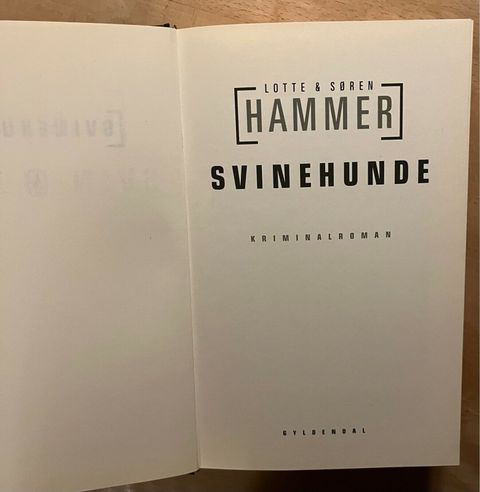 LOTTE & SØREN
[HAMMER]
SVINEHUNDE
KRIMINALROMAN
GYLDENDAL